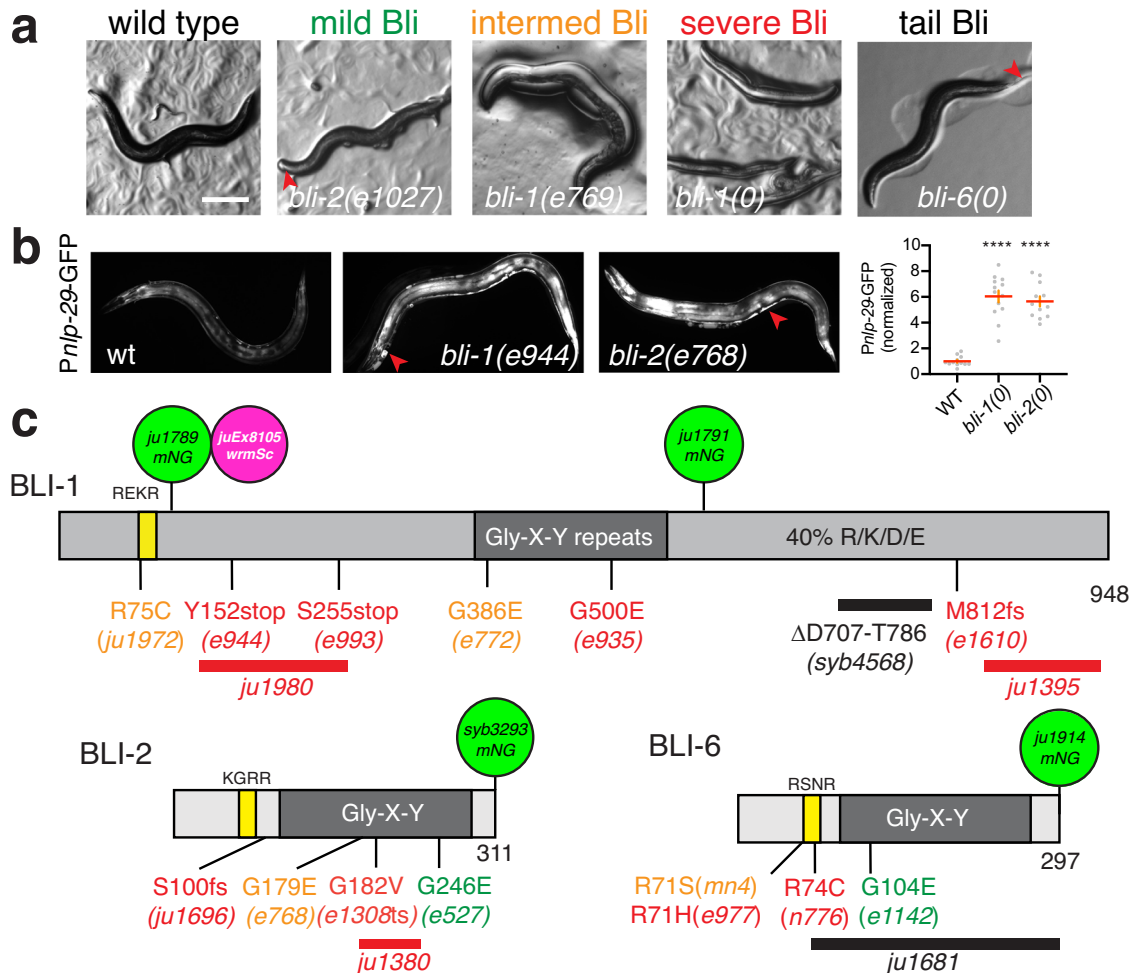 a
wild type
mild Bli
intermed Bli
severe Bli
tail Bli
bli-2(e1027)
bli-1(e769)
bli-1(0)
bli-6(0)
b
Pnlp-29-GFP
wt
bli-1(e944)
bli-2(e768)
Pnlp-29-GFP
(normalized)
10
8
6
4
2
0
**** ****
WT
bli-1(0)
bli-2(0)
c
BLI-1
ju1789
mNG
juEx8105
wrmSc
ju1791
mNG
REKR
Gly-X-Y repeats
40% R/K/D/E
948
R75C
(ju1972)
Y152stop
(e944)
S255stop
(e993)
ju1980
G386E
(e772)
G500E
(e935)
ΔD707-T786
(syb4568)
M812fs
(e1610)
ju1395
BLI-2
syb3293
mNG
KGRR
Gly-X-Y
311
S100fs
(ju1696)
G179E
(e768)
G182V
(e1308ts)
G246E
(e527)
ju1380
BLI-6
ju1914
mNG
RSNR
Gly-X-Y
297
R71S(mn4)
R71H(e977)
R74C
(n776)
G104E
(e1142)
ju1681